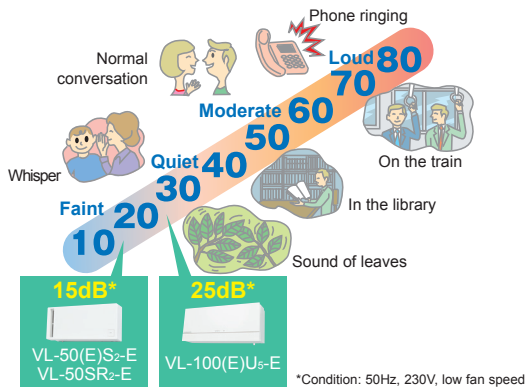 Phone ringing
Normal
conversation
Loud 80
70
Moderate 60
50
Whisper
Quiet 40
30
On the train
Faint 20
10
In the library
Sound of leaves
15dB*
VL-50(E)S2-E
VL-50SR2-E
25dB*
VL-100(E)U5-E
*Condition: 50Hz, 230V, low fan speed